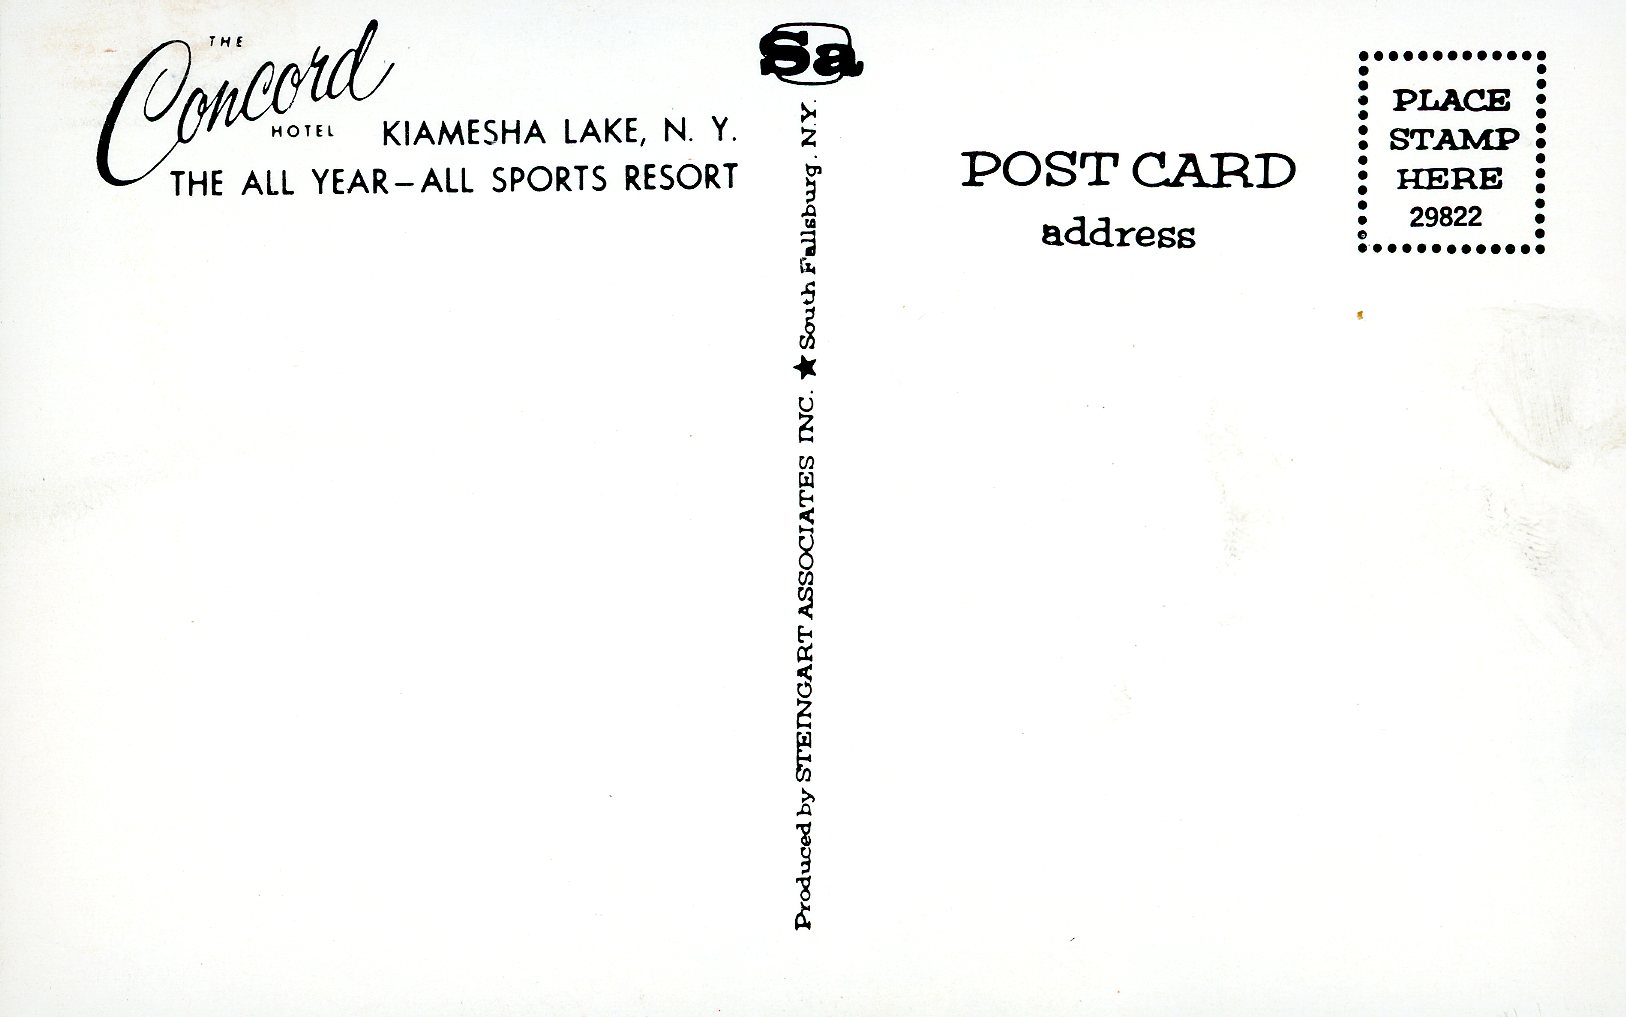 THE
Concord
HOTEL
KIAMESHA LAKE, N. Y.
THE ALL YEAR—ALL SPORTS RESORT
Sa
Produced by STEINGART ASSOCIATES INC. ★ South Fallsburg, N.Y.
POST CARD
address
PLACE
STAMP
HERE
29822